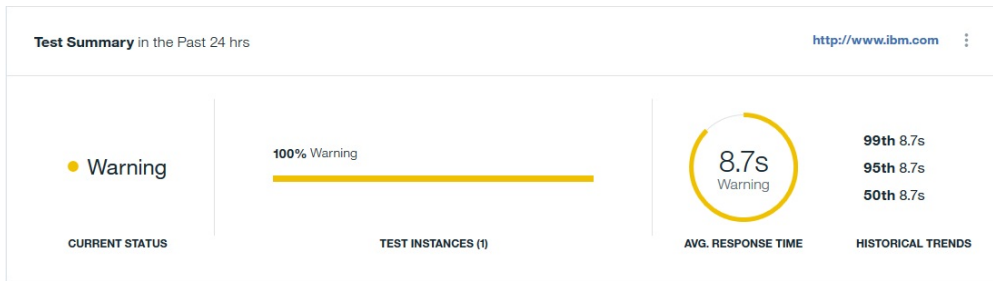 Test Summary in the Past 24 hrs
http://www.ibm.com
Warning
CURRENT STATUS
100% Warning
TEST INSTANCES (1)
8.7s
Warning
AVG. RESPONSE TIME
99th 8.7s
95th 8.7s
50th 8.7s
HISTORICAL TRENDS